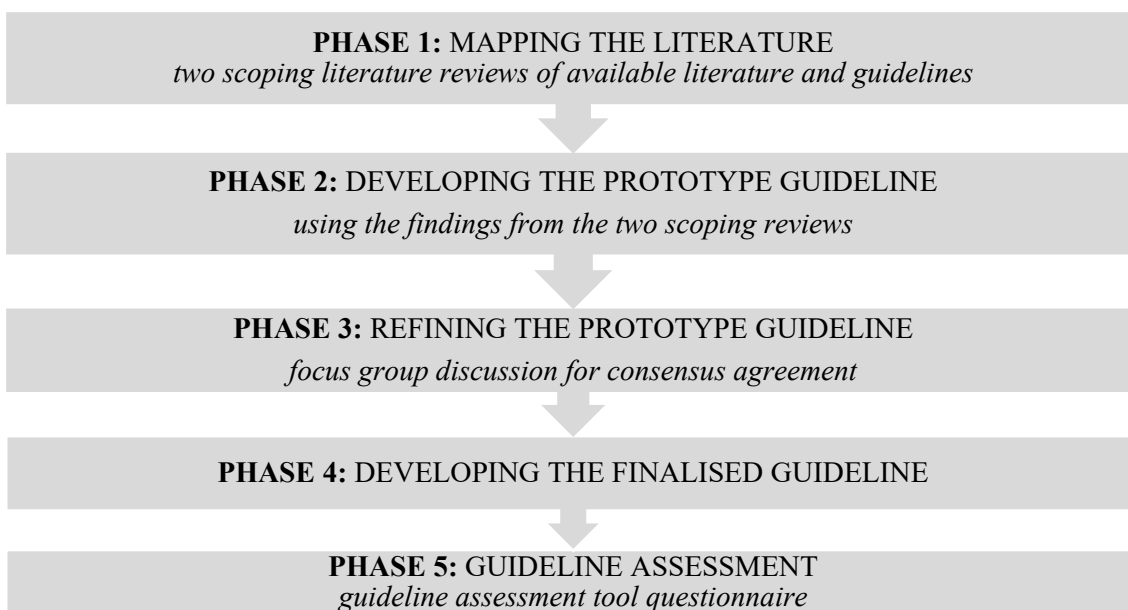 PHASE 1: MAPPING THE LITERATURE
two scoping literature reviews of available literature and guidelines
PHASE 2: DEVELOPING THE PROTOTYPE GUIDELINE
using the findings from the two scoping reviews
PHASE 3: REFINING THE PROTOTYPE GUIDELINE
focus group discussion for consensus agreement
PHASE 4: DEVELOPING THE FINALISED GUIDELINE
PHASE 5: GUIDELINE ASSESSMENT
guideline assessment tool questionnaire